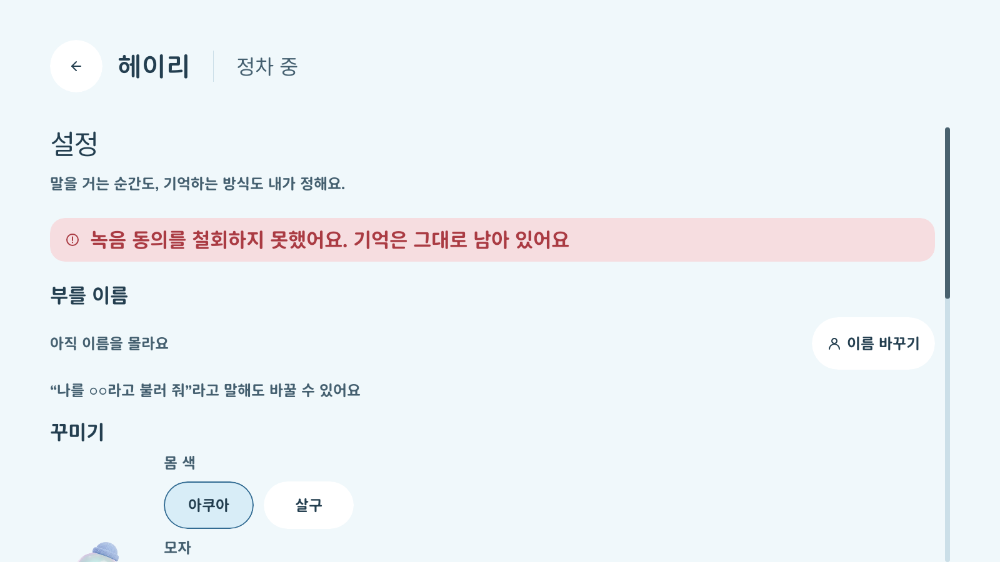 헤이리
정차 중
설정
말을 거는 순간도, 기억하는 방식도 내가 정해요.
녹음 동의를 철회하지 못했어요. 기억은 그대로 남아 있어요
부를 이름
아직 이름을 몰라요
이름 바꾸기
“나를 ○○라고 불러 줘”라고 말해도 바꿀 수 있어요
꾸미기
몸 색
아쿠아
살구
모자